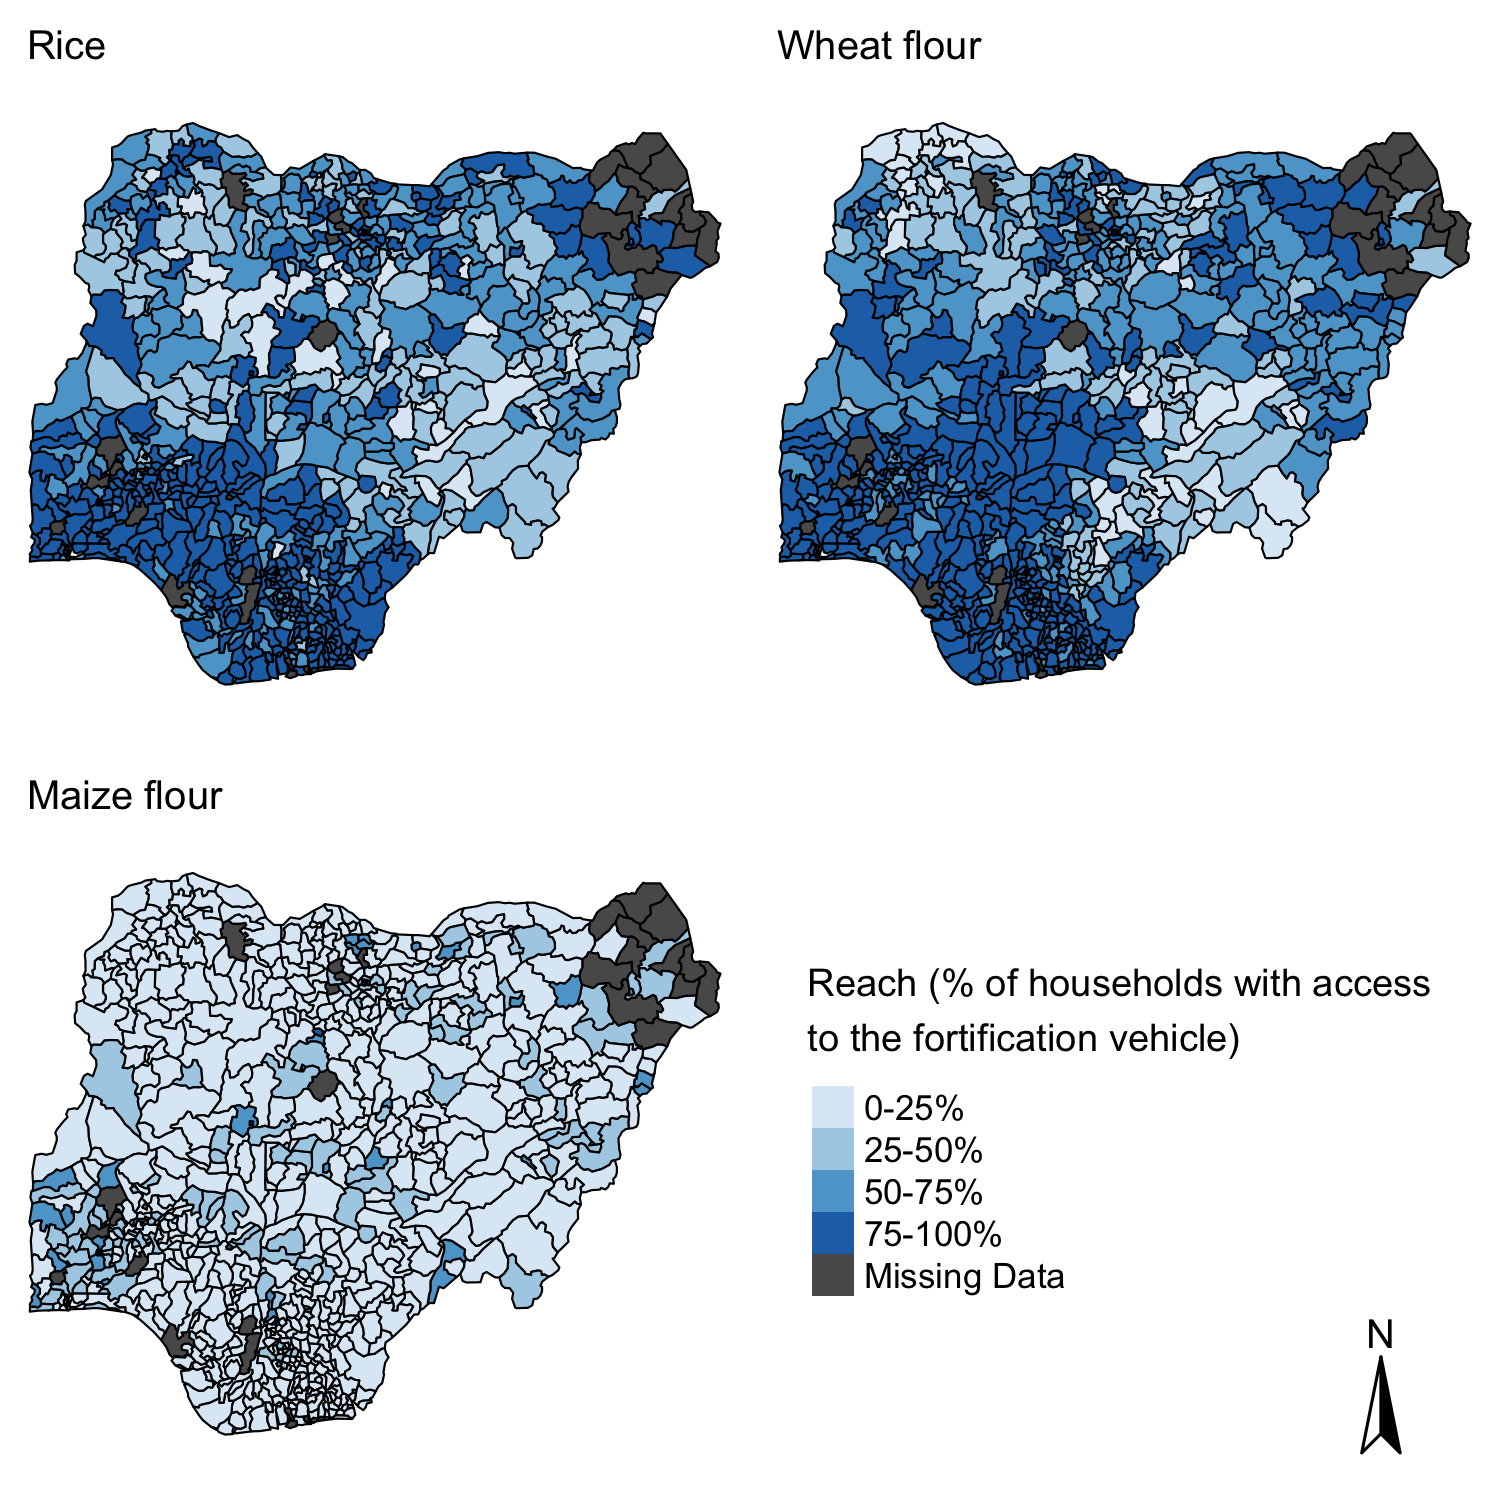 Rice
Wheat flour
Maize flour
Reach (% of households with access
to the fortification vehicle)
0-25%
25-50%
50-75%
75-100%
Missing Data
N